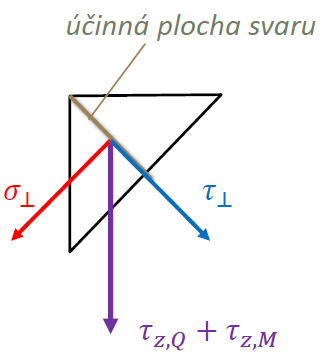 účinná plocha svaru
σ⊥
τ⊥
τz,Q + τz,M